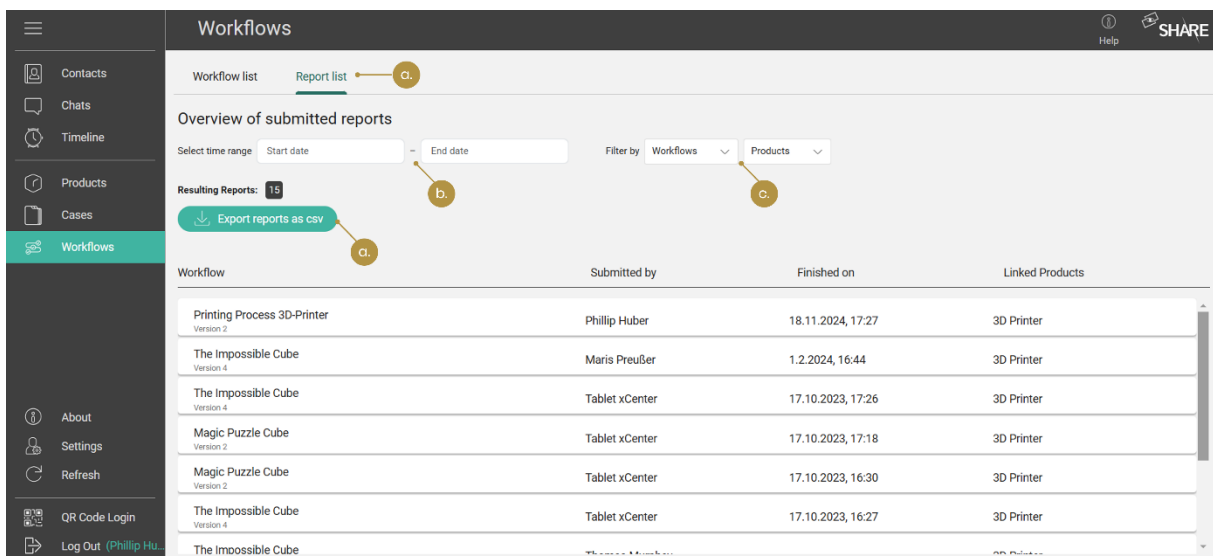 Workflows
Help
SHARE
Contacts
Chats
Timeline
Products
Cases
Workflows
About
Settings
Refresh
QR Code Login
Log Out (Phillip Hu...
Workflow list Report list a.
Overview of submitted reports
Select time range Start date – End date Filter by Workflows Products
b. c.
Resulting Reports: 15
Export reports as csv
a.
Workflow Submitted by Finished on Linked Products
Printing Process 3D-Printer Phillip Huber 18.11.2024, 17:27 3D Printer
Version 2
The Impossible Cube Maris Preußer 1.2.2024, 16:44 3D Printer
Version 4
The Impossible Cube Tablet xCenter 17.10.2023, 17:26 3D Printer
Version 4
Magic Puzzle Cube Tablet xCenter 17.10.2023, 17:18 3D Printer
Version 2
Magic Puzzle Cube Tablet xCenter 17.10.2023, 16:30 3D Printer
Version 2
The Impossible Cube Tablet xCenter 17.10.2023, 16:27 3D Printer
Version 4
The Impossible Cube